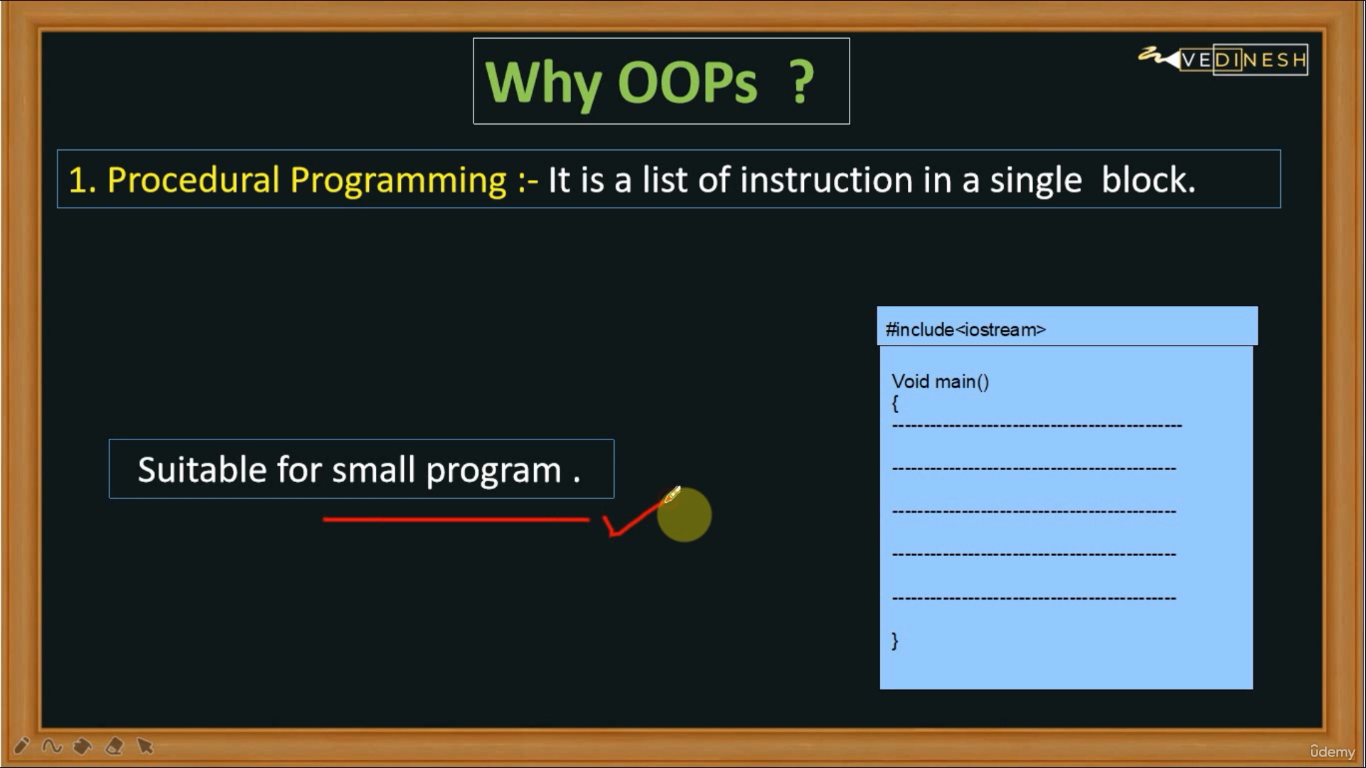 Why OOPs ?
VEDINESH
1. Procedural Programming :- It is a list of instruction in a single block.
#include<iostream>
Void main()
{
---------------------------------------------
---------------------------------------------
---------------------------------------------
---------------------------------------------
---------------------------------------------
}
Suitable for small program .
ûdemy